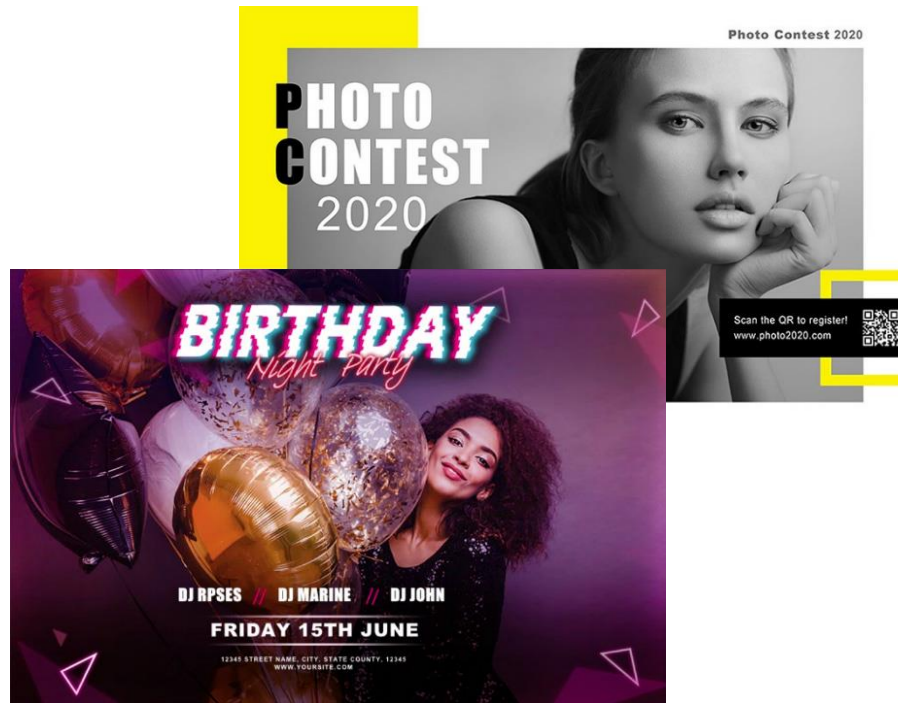 Photo Contest 2020
PHOTO
CONTEST
2020
Scan the QR to register!
www.photo2020.com
BIRTHDAY
Night Party
DJ RPSES // DJ MARINE // DJ JOHN
FRIDAY 15TH JUNE
12345 STREET NAME, CITY, STATE COUNTY, 12345
WWW.YOURSITE.COM